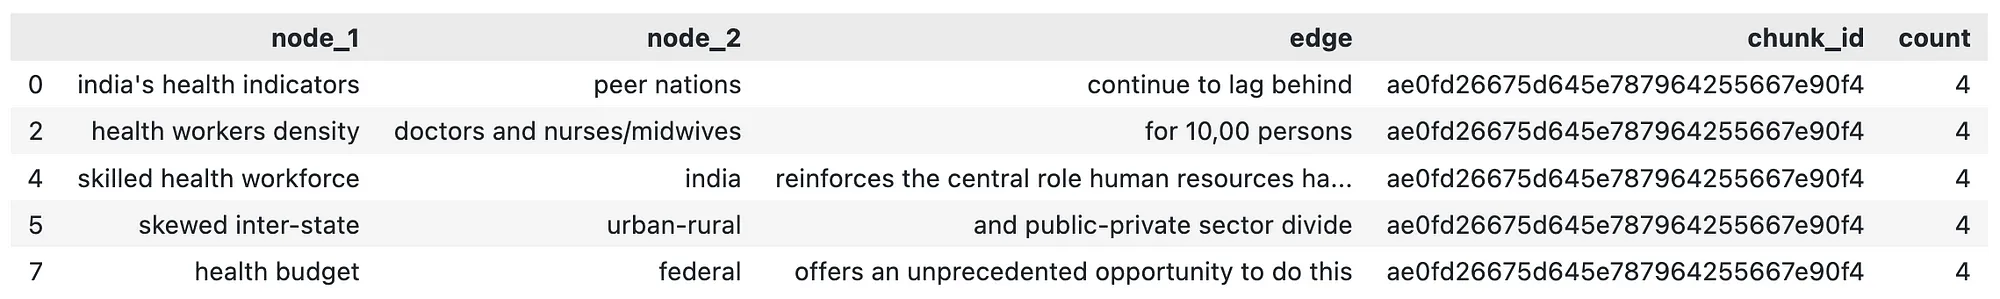 node_1 node_2 edge chunk_id count
0 india's health indicators peer nations continue to lag behind ae0fd26675d645e787964255667e90f4 4
2 health workers density doctors and nurses/midwives for 10,00 persons ae0fd26675d645e787964255667e90f4 4
4 skilled health workforce india reinforces the central role human resources ha... ae0fd26675d645e787964255667e90f4 4
5 skewed inter-state urban-rural and public-private sector divide ae0fd26675d645e787964255667e90f4 4
7 health budget federal offers an unprecedented opportunity to do this ae0fd26675d645e787964255667e90f4 4